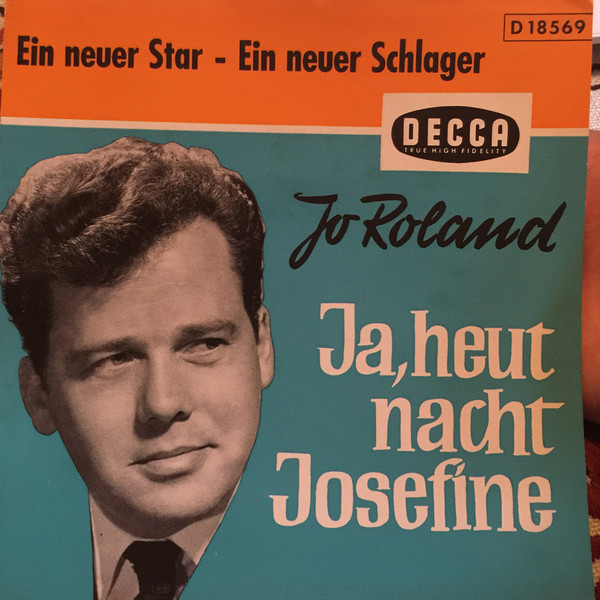 D 18569
Ein neuer Star - Ein neuer Schlager
DECCA
TRUE HIGH FIDELITY
Jo Roland
Ja, heut
nacht
Josefine